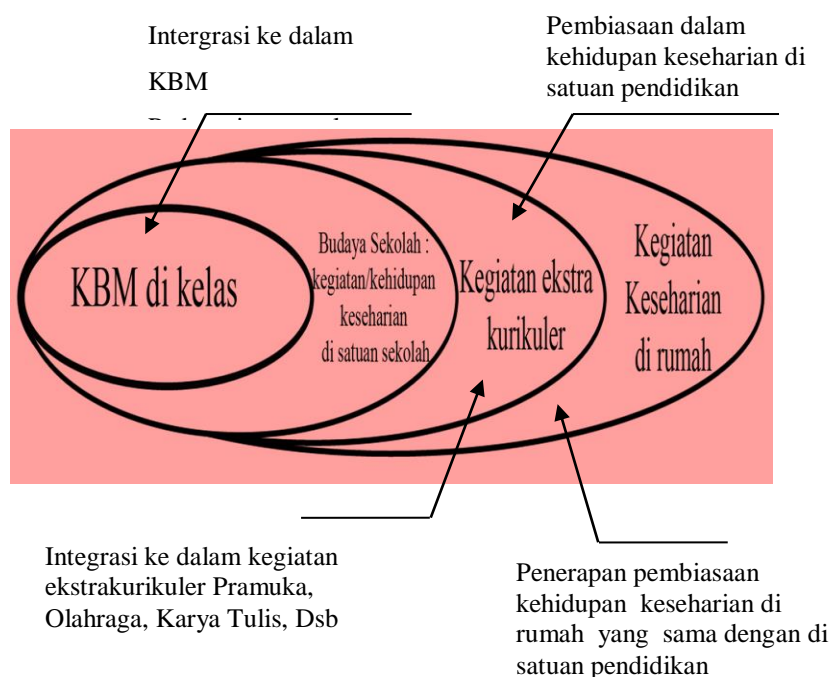 Intergrasi ke dalam
KBM
Pembiasaan dalam
kehidupan keseharian di
satuan pendidikan
KBM di kelas
Budaya Sekolah :
kegiatan/kehidupan
keseharian
di satuan sekolah
Kegiatan ekstra
kurikuler
Kegiatan
Keseharian
di rumah
Integrasi ke dalam kegiatan
ekstrakurikuler Pramuka,
Olahraga, Karya Tulis, Dsb
Penerapan pembiasaan
kehidupan keseharian di
rumah yang sama dengan di
satuan pendidikan